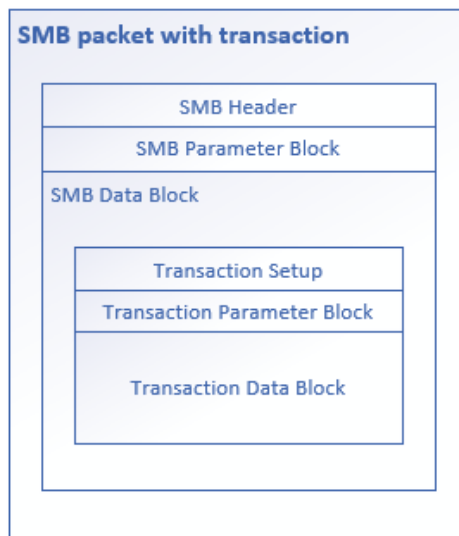 SMB packet with transaction
SMB Header
SMB Parameter Block
SMB Data Block
Transaction Setup
Transaction Parameter Block
Transaction Data Block